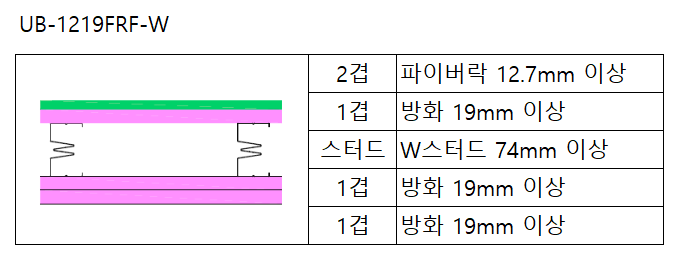 UB-1219FRF-W
2겹 파이버락 12.7mm 이상
1겹 방화 19mm 이상
스터드 W스터드 74mm 이상
1겹 방화 19mm 이상
1겹 방화 19mm 이상